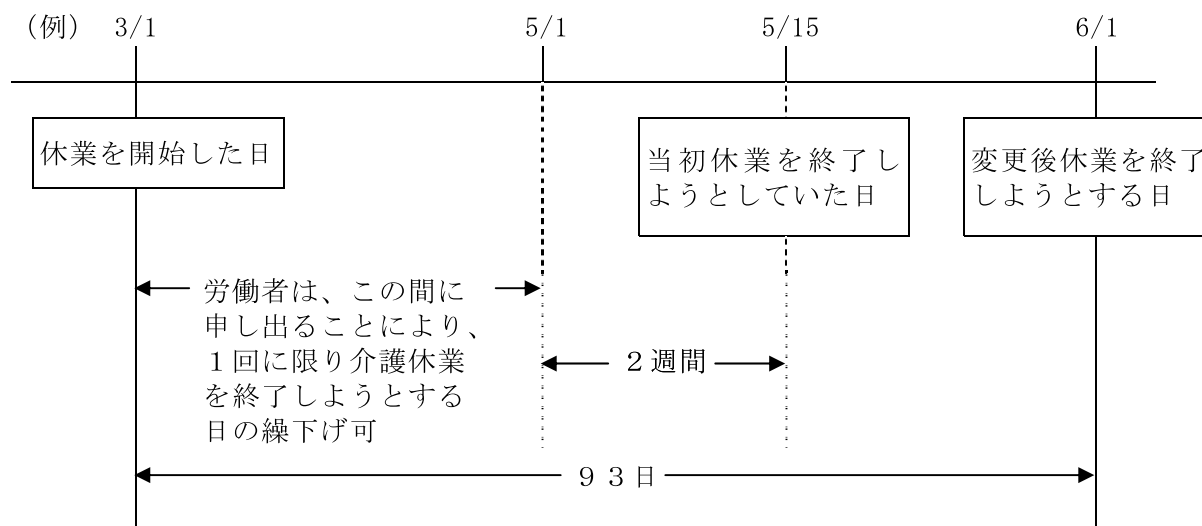 (例) 3/1 5/1 5/15 6/1
休業を開始した日
当初休業を終了し
ようとしていた日
変更後休業を終了
しようとする日
労働者は、この間に
申し出ることにより、
1回に限り介護休業
を終了しようとする
日の繰下げ可
2週間
93日